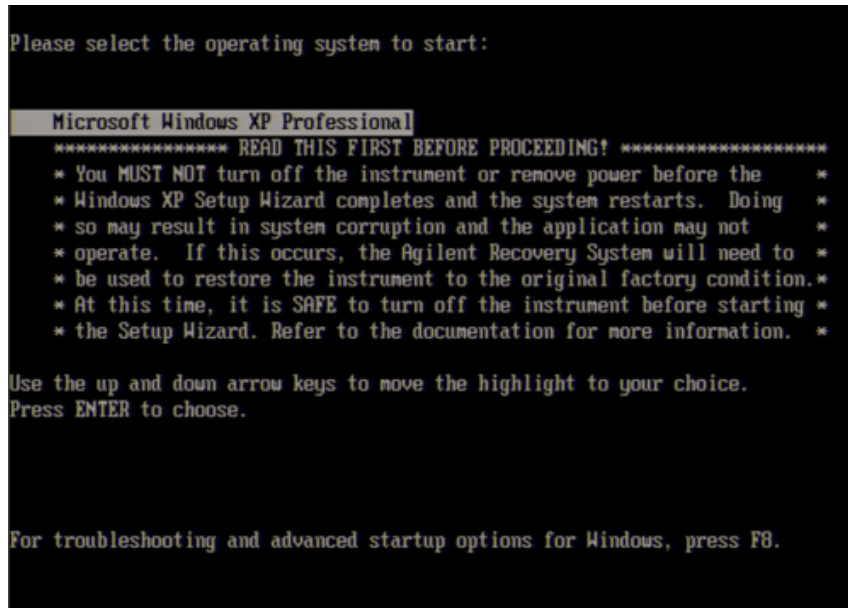 Please select the operating system to start:
Microsoft Windows XP Professional
**************** READ THIS FIRST BEFORE PROCEEDING! *******************
* You MUST NOT turn off the instrument or remove power before the *
* Windows XP Setup Wizard completes and the system restarts. Doing *
* so may result in system corruption and the application may not *
* operate. If this occurs, the Agilent Recovery System will need to *
* be used to restore the instrument to the original factory condition.*
* At this time, it is SAFE to turn off the instrument before starting *
* the Setup Wizard. Refer to the documentation for more information. *
Use the up and down arrow keys to move the highlight to your choice.
Press ENTER to choose.
For troubleshooting and advanced startup options for Windows, press F8.